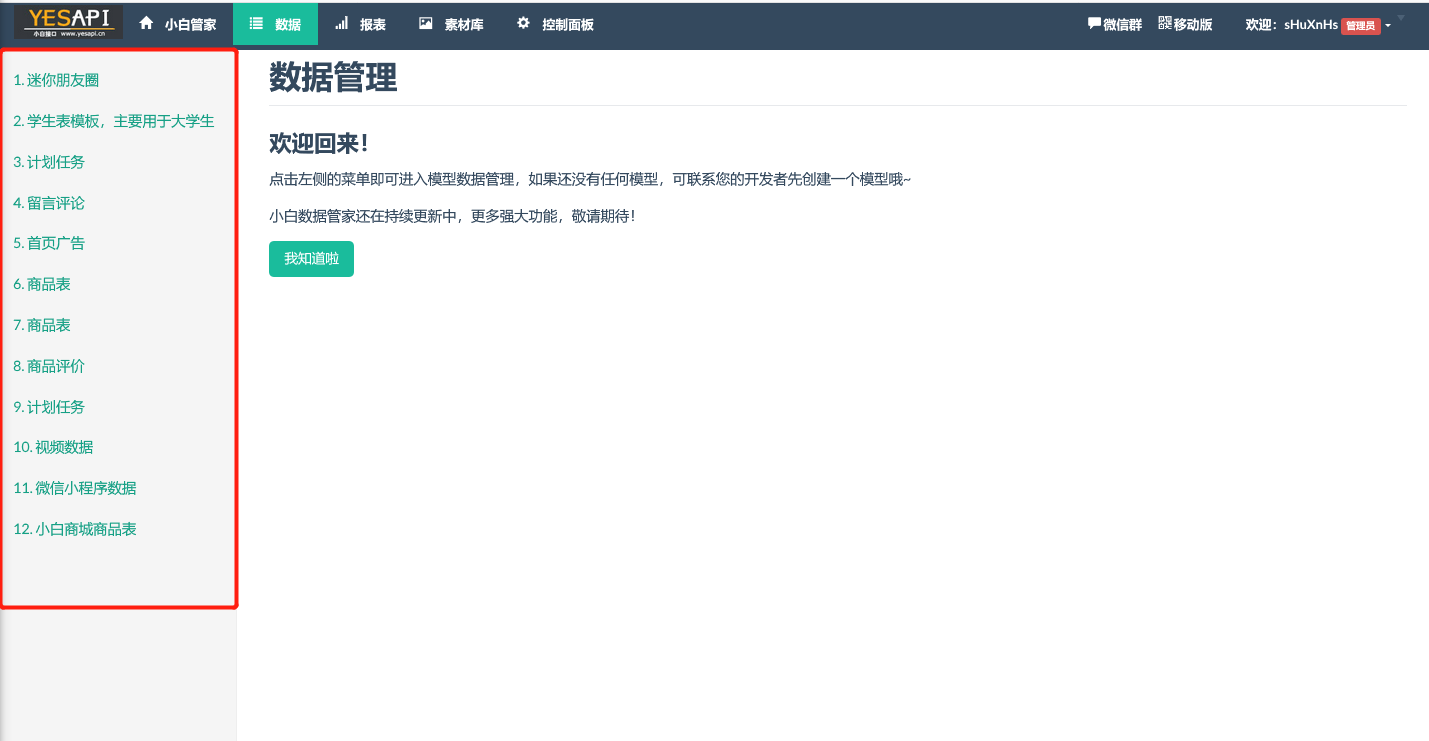 YESAPI
小白接口 www.yesapi.cn
小白管家
数据
报表
素材库
控制面板
微信群
移动版
欢迎：sHuXnHs 管理员
1. 迷你朋友圈
2. 学生表模板，主要用于大学生
3. 计划任务
4. 留言评论
5. 首页广告
6. 商品表
7. 商品表
8. 商品评价
9. 计划任务
10. 视频数据
11. 微信小程序数据
12. 小白商城商品表
数据管理
欢迎回来！
点击左侧的菜单即可进入模型数据管理，如果还没有任何模型，可联系您的开发者先创建一个模型哦~
小白数据管家还在持续更新中，更多强大功能，敬请期待！
我知道啦